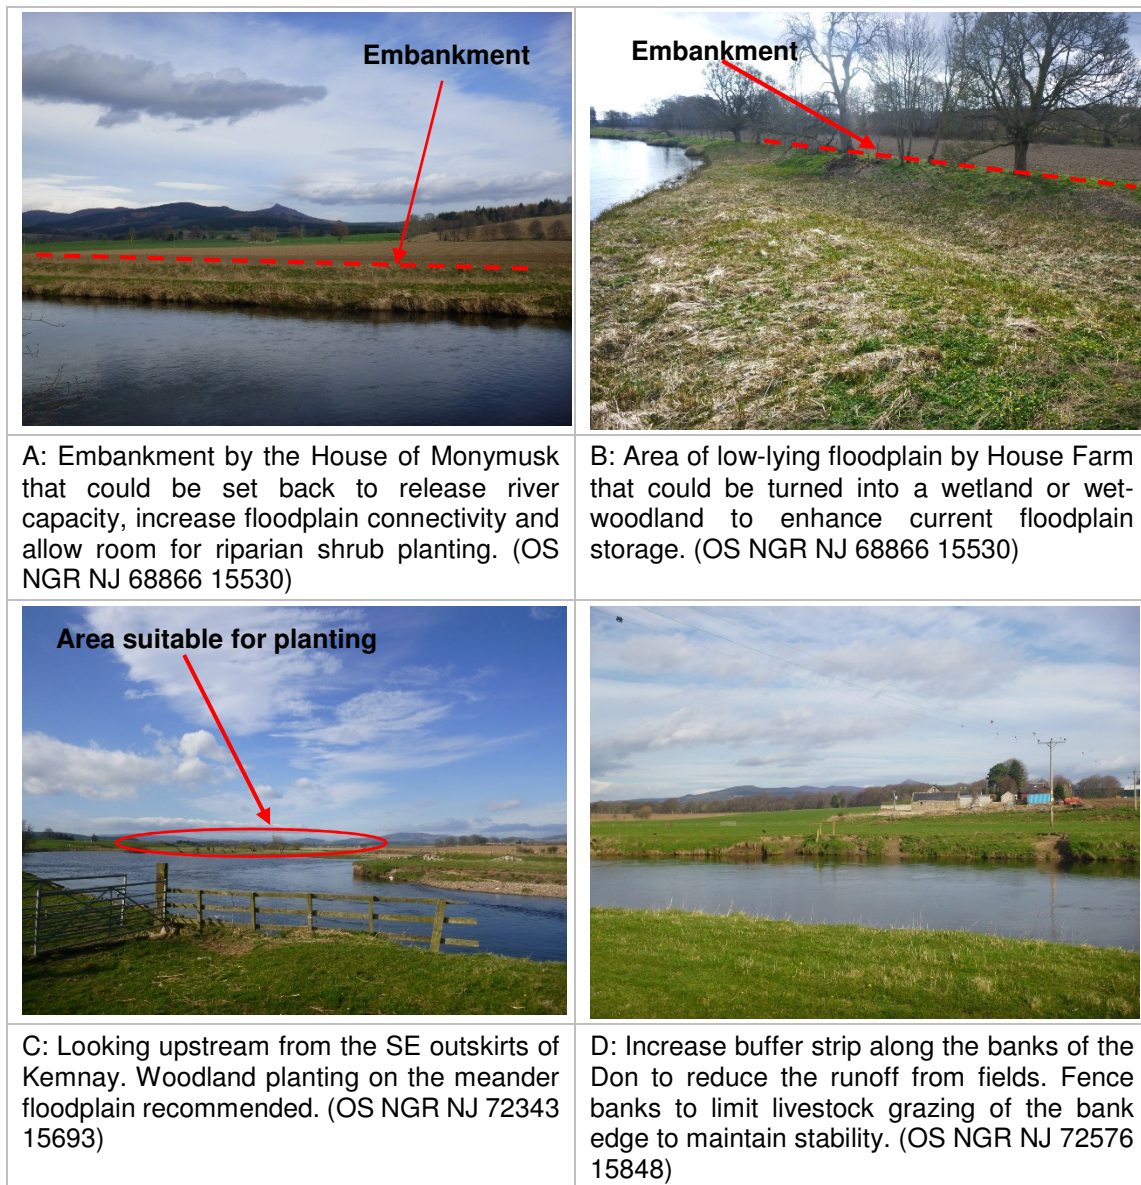 Embankment
Embankment
A: Embankment by the House of Monymusk
that could be set back to release river
capacity, increase floodplain connectivity and
allow room for riparian shrub planting. (OS
NGR NJ 68866 15530)
B: Area of low-lying floodplain by House Farm
that could be turned into a wetland or wet-
woodland to enhance current floodplain
storage. (OS NGR NJ 68866 15530)
Area suitable for planting
C: Looking upstream from the SE outskirts of
Kemnay. Woodland planting on the meander
floodplain recommended. (OS NGR NJ 72343
15693)
D: Increase buffer strip along the banks of the
Don to reduce the runoff from fields. Fence
banks to limit livestock grazing of the bank
edge to maintain stability. (OS NGR NJ 72576
15848)